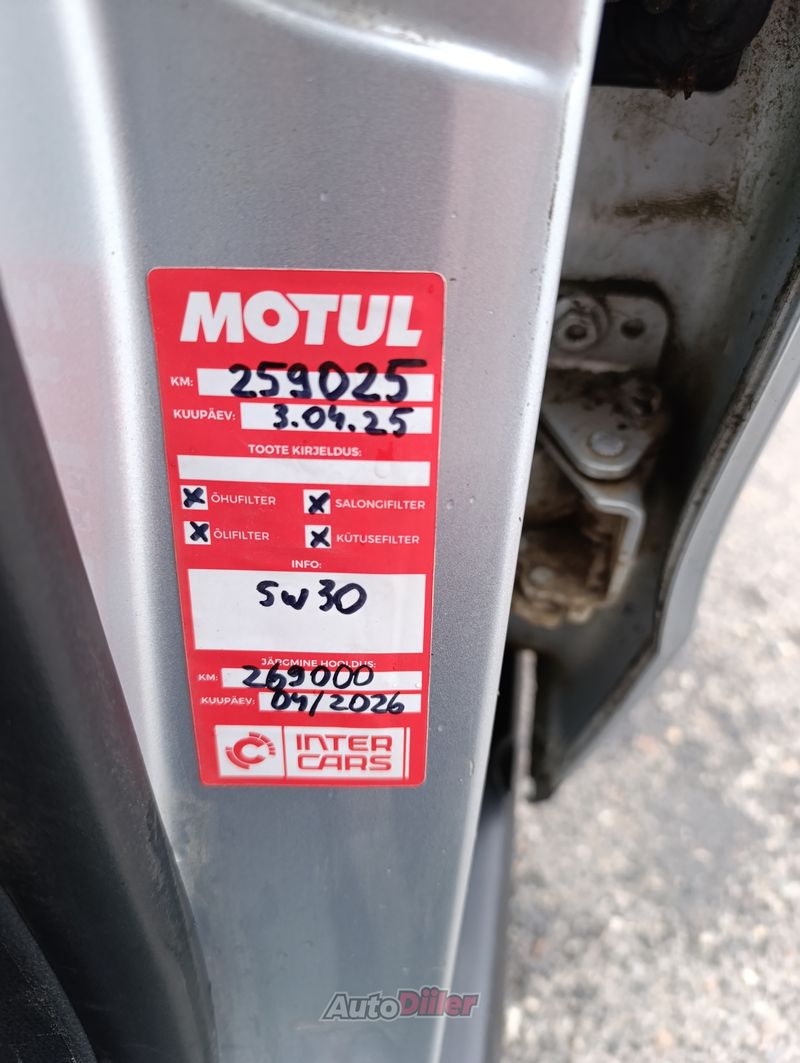 MOTUL
KM: 259025
KUUPÄEV: 3.04.25
TOOTE KIRJELDUS:
x ÕHUFILTER x SALONGIFILTER
x ÕLIFILTER x KÜTUSEFILTER
INFO:
5w30
JÄRGMINE HOOLDUS:
KM: 269000
KUUPÄEV: 04/2026
INTER
CARS
AutoDiiler